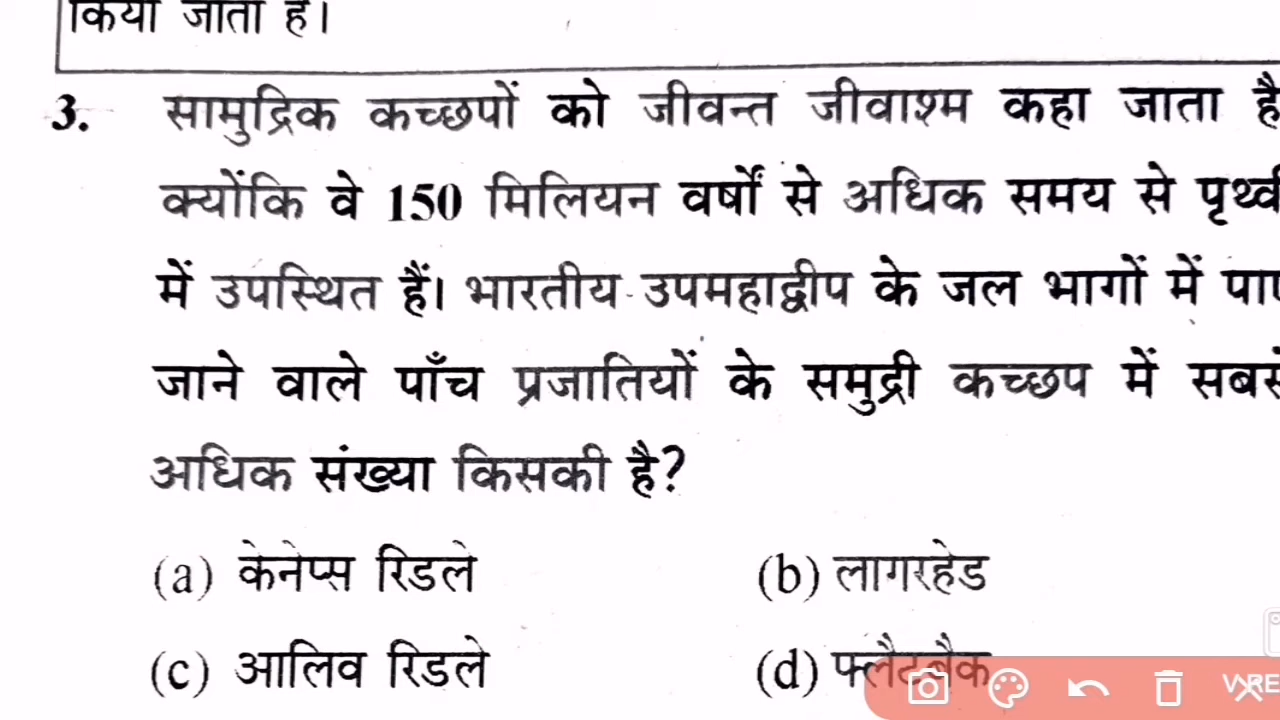 किया जाता है।
3. सामुद्रिक कच्छपों को जीवन्त जीवाश्म कहा जाता है
क्योंकि वे 150 मिलियन वर्षों से अधिक समय से
में उपस्थित हैं। भारतीय उपमहाद्वीप के जल भागों में
जाने वाले पाँच प्रजातियों के समुद्री कच्छप में
अधिक संख्या किसकी है?
(a) केनेप्स रिडले (b) लागरहेड
(c) आलिव रिडले (d) फ्लैटबैक